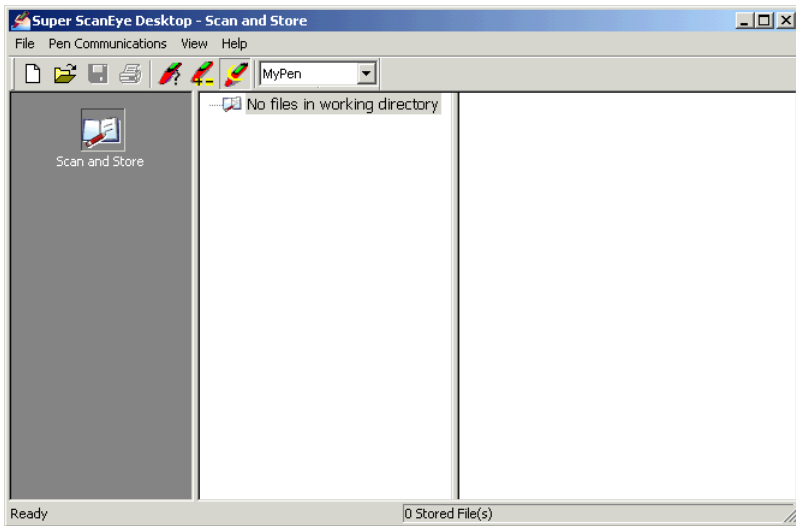 Super ScanEye Desktop - Scan and Store
File Pen Communications View Help
MyPen
No files in working directory
Scan and Store
Ready
0 Stored File(s)